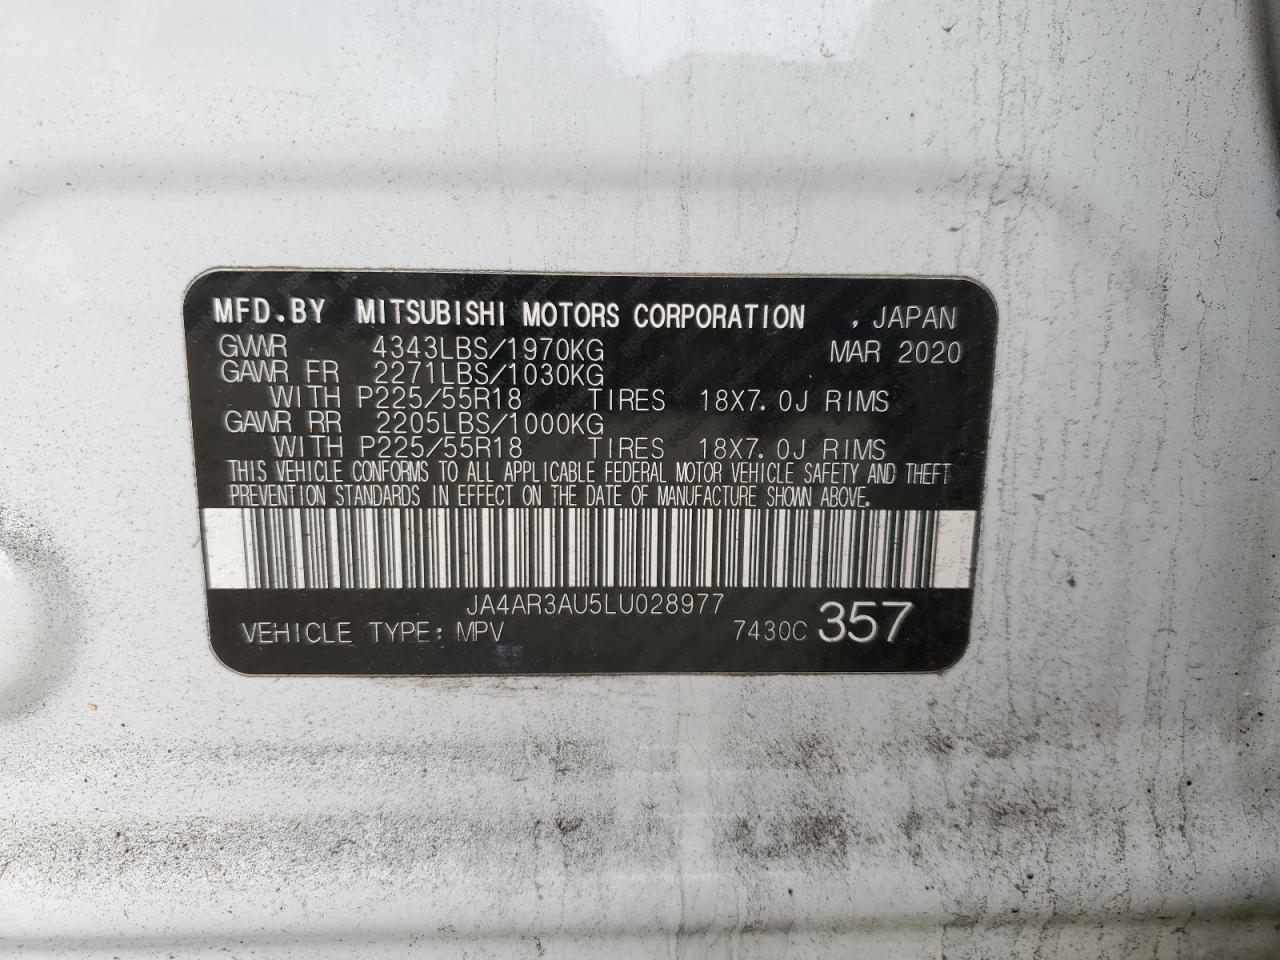 MFD.BY MITSUBISHI MOTORS CORPORATION , JAPAN
GVWR 4343LBS/1970KG MAR 2020
GAWR FR 2271LBS/1030KG
WITH P225/55R18 TIRES 18X7.0J RIMS
GAWR RR 2205LBS/1000KG
WITH P225/55R18 TIRES 18X7.0J RIMS
THIS VEHICLE CONFORMS TO ALL APPLICABLE FEDERAL MOTOR VEHICLE SAFETY AND THEFT
PREVENTION STANDARDS IN EFFECT ON THE DATE OF MANUFACTURE SHOWN ABOVE.
JA4AR3AU5LU028977
VEHICLE TYPE: MPV 7430C 357